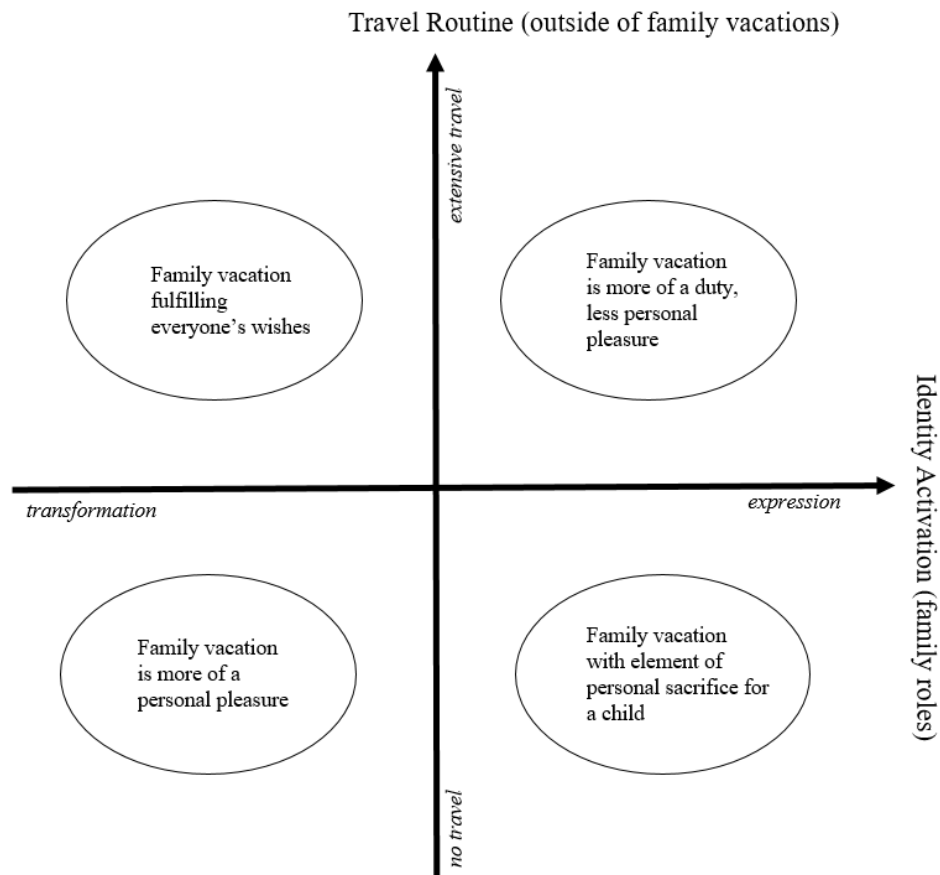 Travel Routine (outside of family vacations)
extensive travel
Family vacation
fulfilling
everyone’s wishes
Family vacation
is more of a duty,
less personal
pleasure
Identity Activation (family roles)
transformation
expression
Family vacation
is more of a
personal pleasure
Family vacation
with element of
personal sacrifice for
a child
no travel